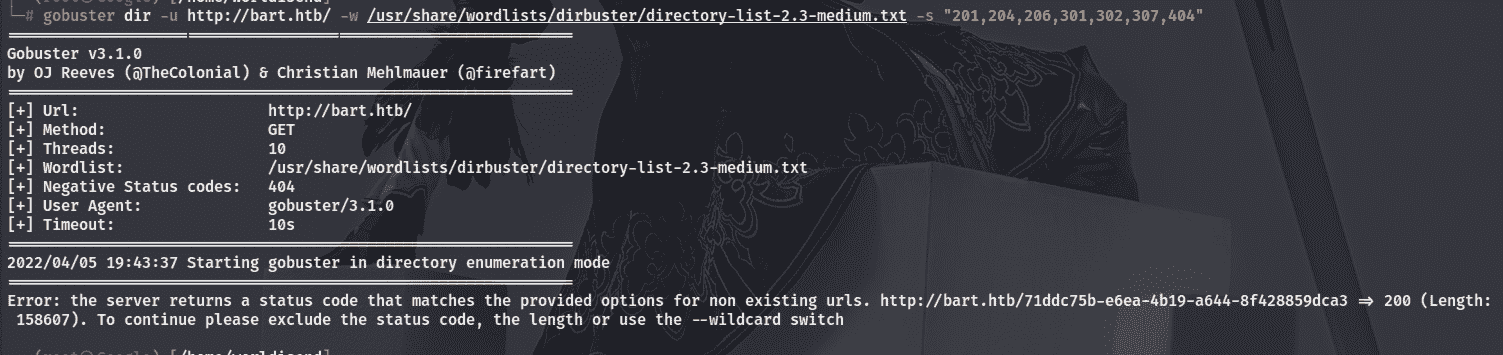 └─# gobuster dir -u http://bart.htb/ -w /usr/share/wordlists/dirbuster/directory-list-2.3-medium.txt -s "201,204,206,301,302,307,404"
Gobuster v3.1.0
by OJ Reeves (@TheColonial) & Christian Mehlmauer (@firefart)
[+] Url: http://bart.htb/
[+] Method: GET
[+] Threads: 10
[+] Wordlist: /usr/share/wordlists/dirbuster/directory-list-2.3-medium.txt
[+] Negative Status codes: 404
[+] User Agent: gobuster/3.1.0
[+] Timeout: 10s
2022/04/05 19:43:37 Starting gobuster in directory enumeration mode
Error: the server returns a status code that matches the provided options for non existing urls. http://bart.htb/71ddc75b-e6ea-4b19-a644-8f428859dca3 => 200 (Length:
158607). To continue please exclude the status code, the length or use the --wildcard switch